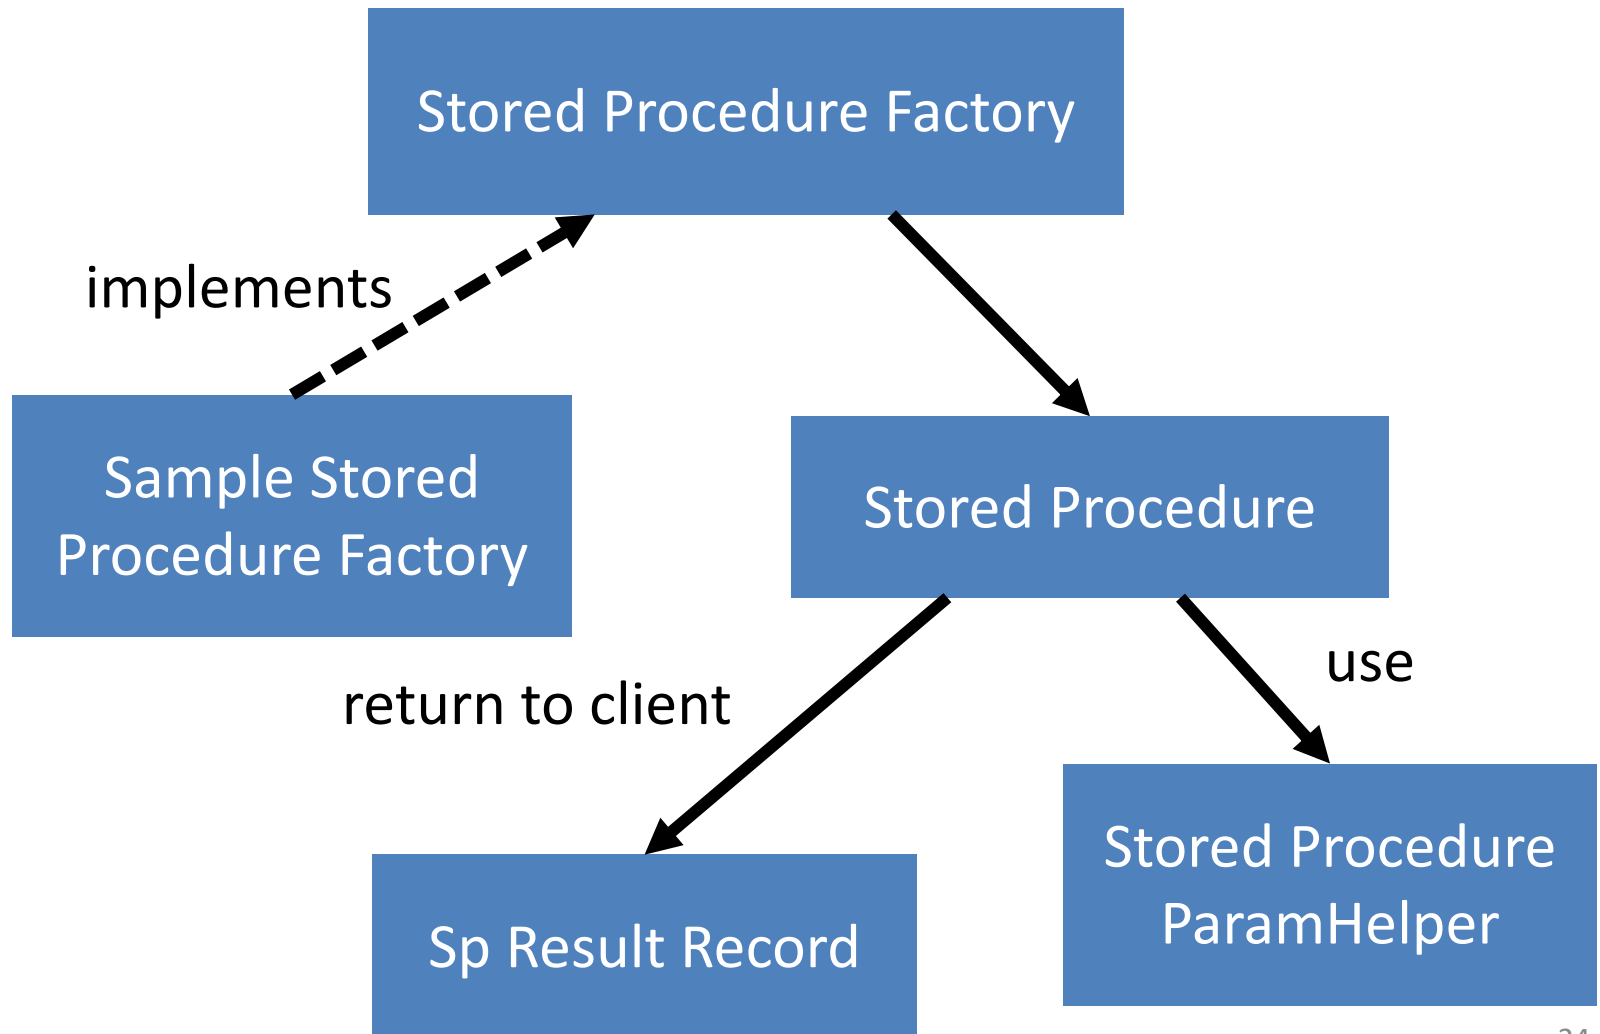 Stored Procedure Factory
implements
Sample Stored
Procedure Factory
Stored Procedure
use
return to client
Stored Procedure
ParamHelper
Sp Result Record